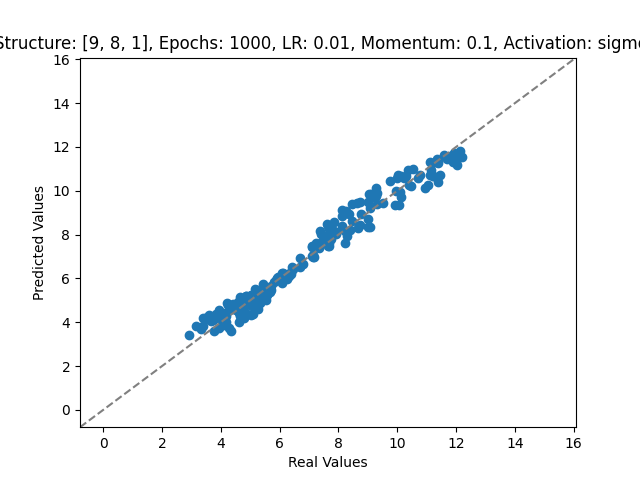 Structure: [9, 8, 1], Epochs: 1000, LR: 0.01, Momentum: 0.1, Activation: sigmo
16
14
12
10
8
6
4
2
0
Predicted Values
0 2 4 6 8 10 12 14 16
Real Values